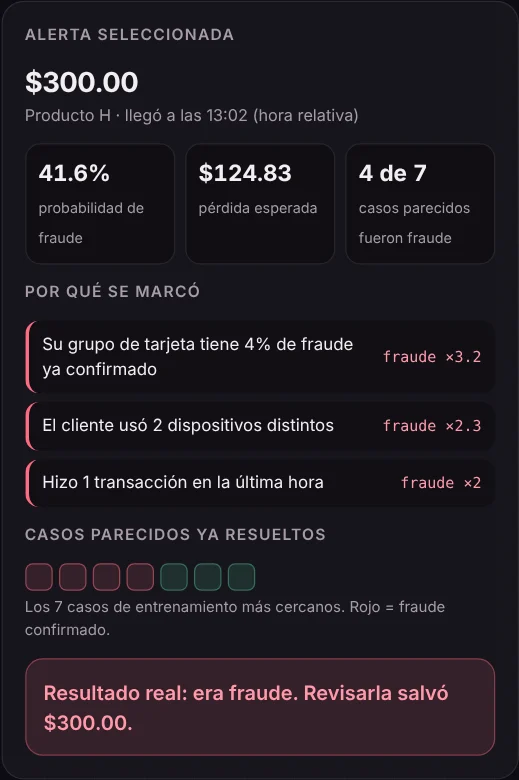 ALERTA SELECCIONADA
$300.00
Producto H · llegó a las 13:02 (hora relativa)
41.6%
probabilidad de
fraude
$124.83
pérdida esperada
4 de 7
casos parecidos
fueron fraude
POR QUÉ SE MARCÓ
Su grupo de tarjeta tiene 4% de fraude
ya confirmado
fraude ×3.2
El cliente usó 2 dispositivos distintos
fraude ×2.3
Hizo 1 transacción en la última hora
fraude ×2
CASOS PARECIDOS YA RESUELTOS
Los 7 casos de entrenamiento más cercanos. Rojo = fraude
confirmado.
Resultado real: era fraude. Revisarla salvó
$300.00.